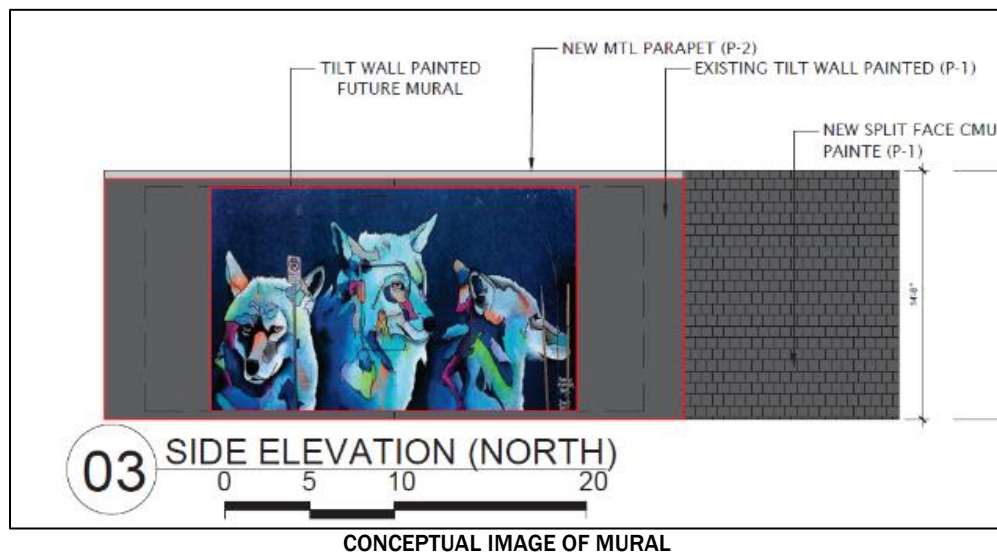 NEW MTL PARAPET (P-2)
TILT WALL PAINTED
FUTURE MURAL
EXISTING TILT WALL PAINTED (P-1)
NEW SPLIT FACE CMU
PAINTE (P-1)
14'-8"
03
SIDE ELEVATION (NORTH)
0 5 10 20
CONCEPTUAL IMAGE OF MURAL